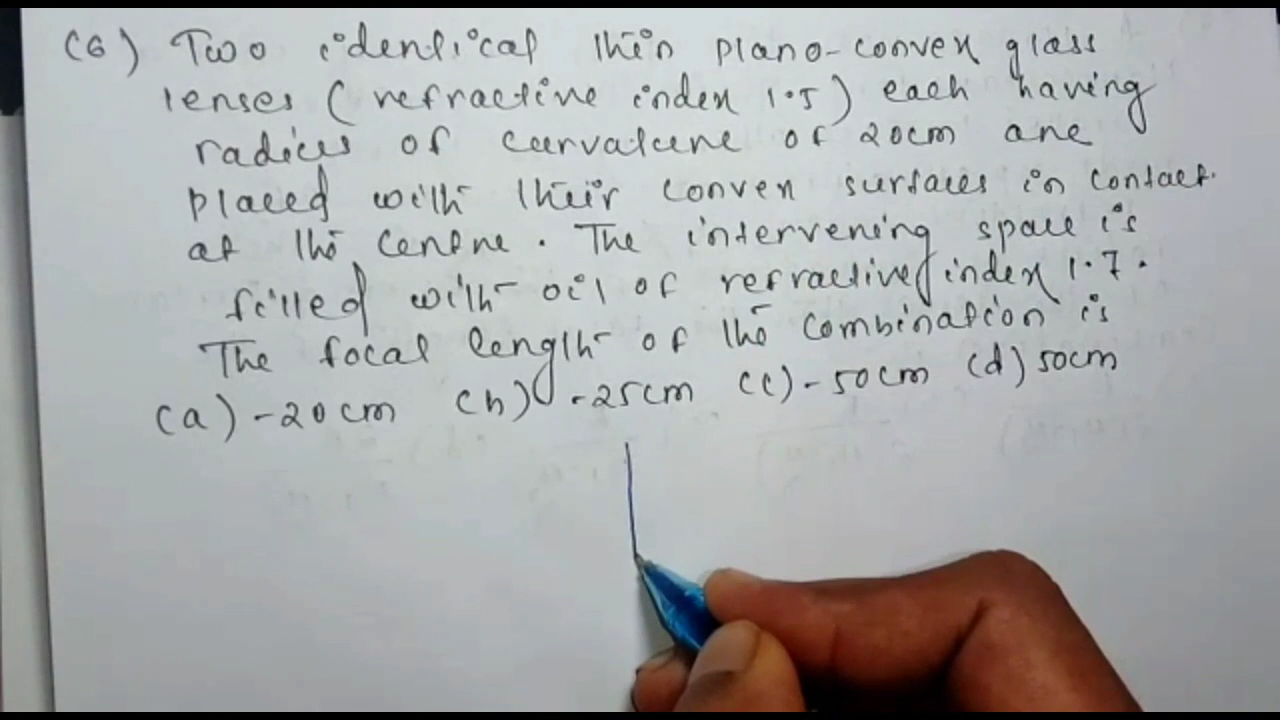 (6) Two identical thin plano-convex glass
lenses (refractive index 1.5) each having
radius of curvature of 20cm are
placed with their convex surfaces in contact
at the centre. The intervening space is
filled with oil of refractive index 1.7.
The focal length of the combination is
(a) -20cm (b) -25cm (c) -50cm (d) 50cm